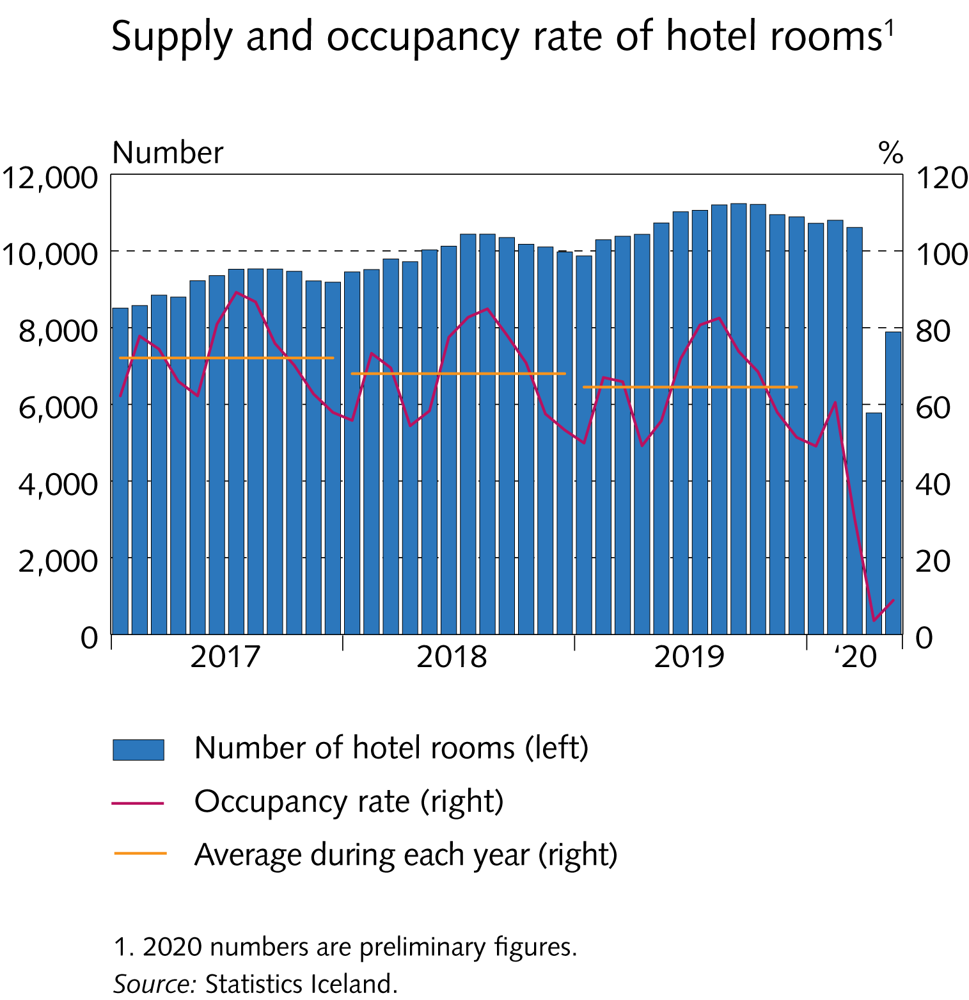 Supply and occupancy rate of hotel rooms¹
Number %
12,000 120
10,000 100
8,000 80
6,000 60
4,000 40
2,000 20
0 0
2017 2018 2019 ‘20
Number of hotel rooms (left)
Occupancy rate (right)
Average during each year (right)
1. 2020 numbers are preliminary figures.
Source: Statistics Iceland.